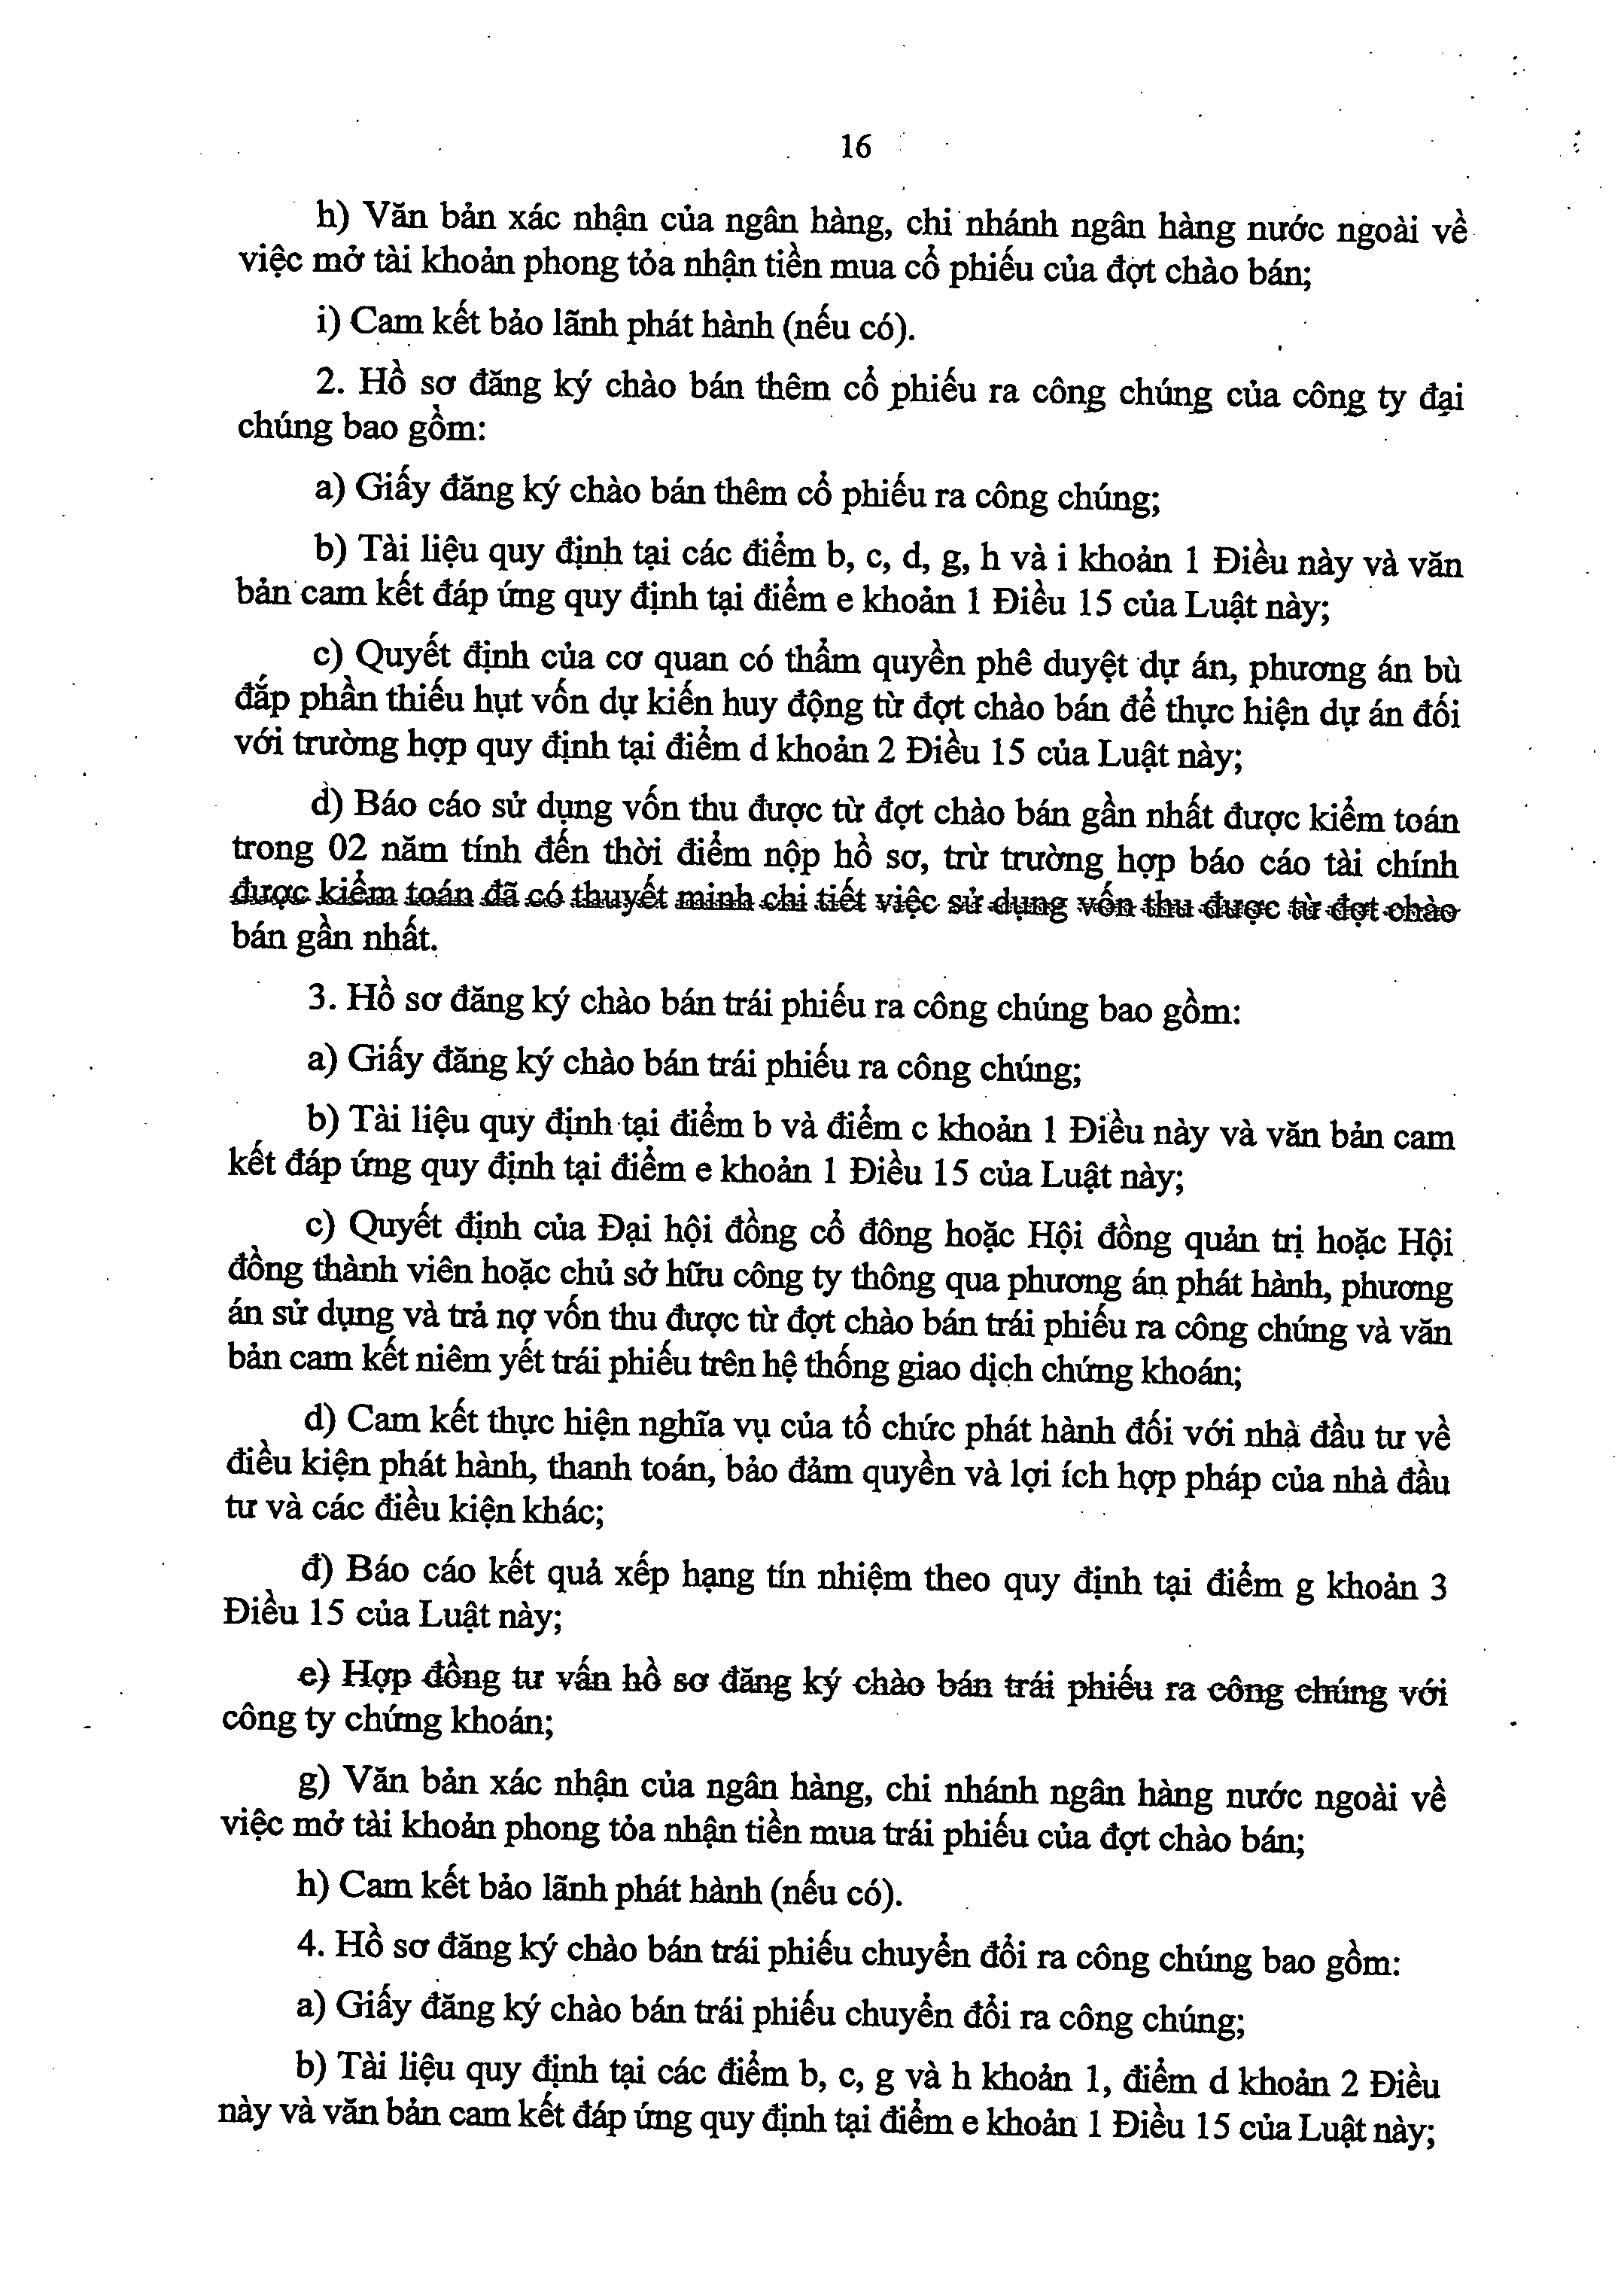 16
h) Văn bản xác nhận của ngân hàng, chi nhánh ngân hàng nước ngoài về
việc mở tài khoản phong tỏa nhận tiền mua cổ phiếu của đợt chào bán;
i) Cam kết bảo lãnh phát hành (nếu có).
2. Hồ sơ đăng ký chào bán thêm cổ phiếu ra công chúng của công ty đại
chúng bao gồm:
a) Giấy đăng ký chào bán thêm cổ phiếu ra công chúng;
b) Tài liệu quy định tại các điểm b, c, d, g, h và i khoản 1 Điều này và văn
bản cam kết đáp ứng quy định tại điểm e khoản 1 Điều 15 của Luật này;
c) Quyết định của cơ quan có thẩm quyền phê duyệt dự án, phương án bù
đắp phần thiếu hụt vốn dự kiến huy động từ đợt chào bán để thực hiện dự án đối
với trường hợp quy định tại điểm d khoản 2 Điều 15 của Luật này;
d) Báo cáo sử dụng vốn thu được từ đợt chào bán gần nhất được kiểm toán
trong 02 năm tính đến thời điểm nộp hồ sơ, trừ trường hợp báo cáo tài chính
được kiểm toán đã có thuyết minh chi tiết việc sử dụng vốn thu được từ đợt chào
bán gần nhất.
3. Hồ sơ đăng ký chào bán trái phiếu ra công chúng bao gồm:
a) Giấy đăng ký chào bán trái phiếu ra công chúng;
b) Tài liệu quy định tại điểm b và điểm c khoản 1 Điều này và văn bản cam
kết đáp ứng quy định tại điểm e khoản 1 Điều 15 của Luật này;
c) Quyết định của Đại hội đồng cổ đông hoặc Hội đồng quản trị hoặc Hội
đồng thành viên hoặc chủ sở hữu công ty thông qua phương án phát hành, phương
án sử dụng và trả nợ vốn thu được từ đợt chào bán trái phiếu ra công chúng và văn
bản cam kết niêm yết trái phiếu trên hệ thống giao dịch chứng khoán;
d) Cam kết thực hiện nghĩa vụ của tổ chức phát hành đối với nhà đầu tư về
điều kiện phát hành, thanh toán, bảo đảm quyền và lợi ích hợp pháp của nhà đầu
tư và các điều kiện khác;
đ) Báo cáo kết quả xếp hạng tín nhiệm theo quy định tại điểm g khoản 3
Điều 15 của Luật này;
e) Hợp đồng tư vấn hồ sơ đăng ký chào bán trái phiếu ra công chúng với
công ty chứng khoán;
g) Văn bản xác nhận của ngân hàng, chi nhánh ngân hàng nước ngoài về
việc mở tài khoản phong tỏa nhận tiền mua trái phiếu của đợt chào bán;
h) Cam kết bảo lãnh phát hành (nếu có).
4. Hồ sơ đăng ký chào bán trái phiếu chuyển đổi ra công chúng bao gồm:
a) Giấy đăng ký chào bán trái phiếu chuyển đổi ra công chúng;
b) Tài liệu quy định tại các điểm b, c, g và h khoản 1, điểm d khoản 2 Điều
này và văn bản cam kết đáp ứng quy định tại điểm e khoản 1 Điều 15 của Luật này;